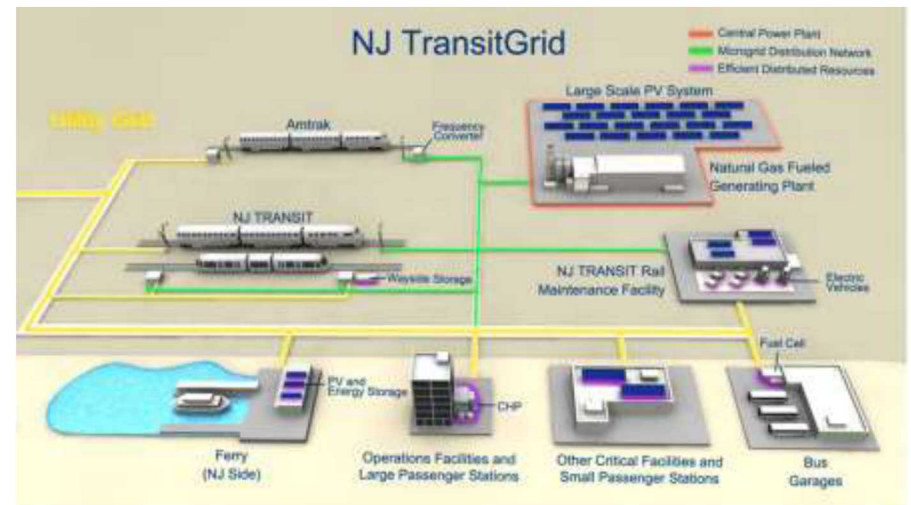 NJ TransitGrid
Central Power Plant
Microgrid Distribution Network
Efficient Distributed Resources
Large Scale PV System
Utility Grid
Amtrak
Frequency
Converter
Natural Gas Fueled
Generating Plant
NJ TRANSIT
Wayside Storage
NJ TRANSIT Rail
Maintenance Facility
Electric
Vehicles
Fuel Cell
PV and
Energy Storage
CHP
Ferry
(NJ Side)
Operations Facilities and
Large Passenger Stations
Other Critical Facilities and
Small Passenger Stations
Bus
Garages